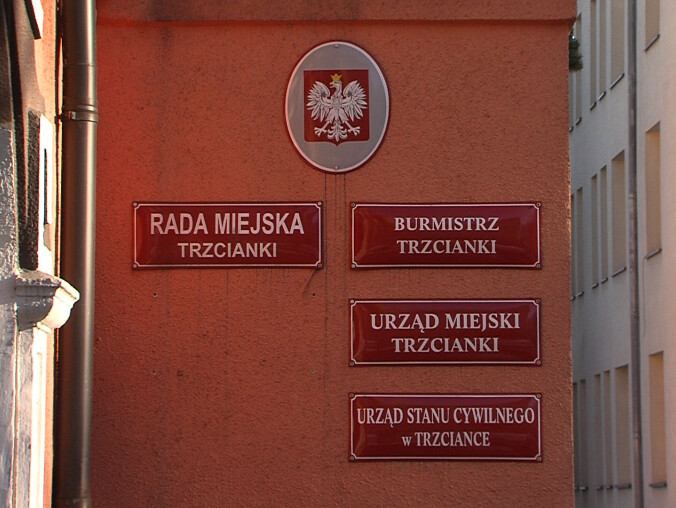 RADA MIEJSKA
TRZCIANKI
BURMISTRZ
TRZCIANKI
URZĄD MIEJSKI
TRZCIANKI
URZĄD STANU CYWILNEGO
w TRZCIANCE